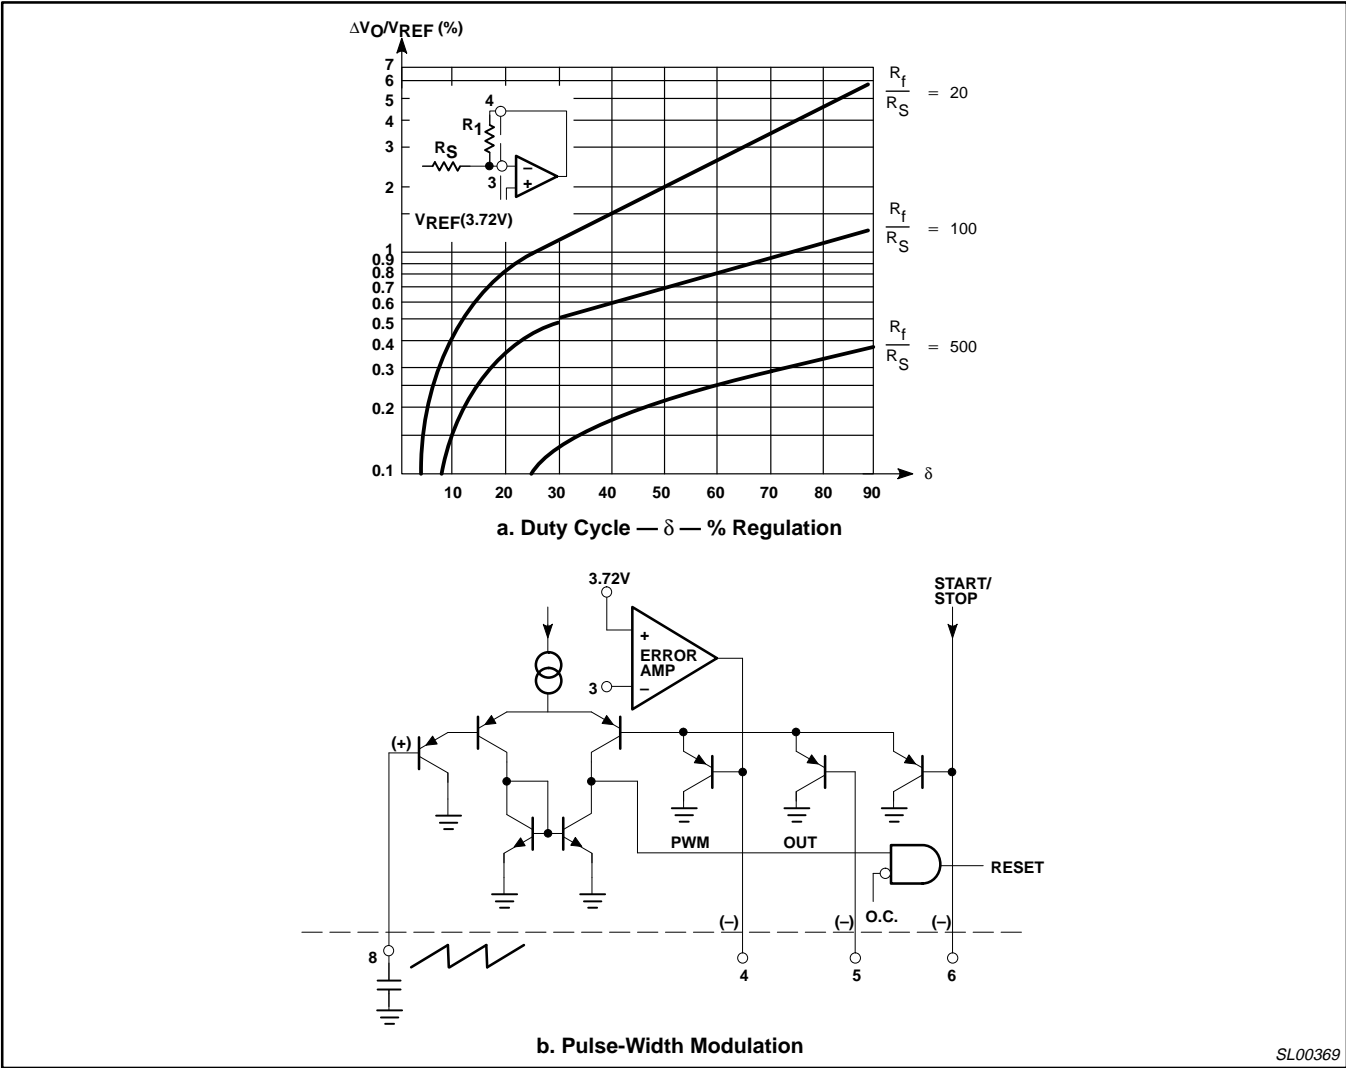 ΔVO/VREF (%)
7
6
5
4
3
2
1
0.9
0.8
0.7
0.6
0.5
0.4
0.3
0.2
0.1
4
R1
RS
3
−
+
VREF(3.72V)
Rf
RS
= 20
Rf
RS
= 100
Rf
RS
= 500
10 20 30 40 50 60 70 80 90
δ
a. Duty Cycle — δ — % Regulation
3.72V
START/
STOP
+
ERROR
AMP
3
−
(+)
PWM
OUT
RESET
O.C.
(−)
(−)
(−)
8
4
5
6
b. Pulse-Width Modulation
SL00369